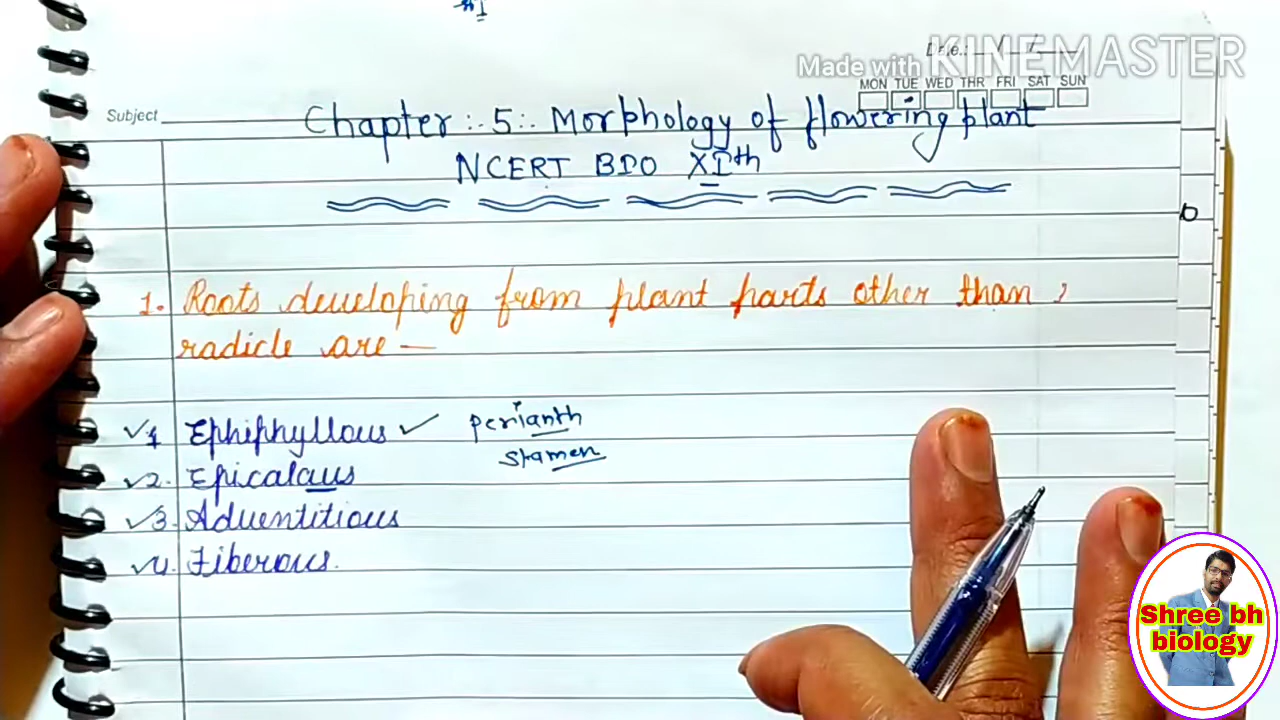 Made with KINEMASTER
Date.:
MON TUE WED THR FRI SAT SUN
Subject
Chapter :- 5 :- Morphology of flowering plant
NCERT BIO XIth
1. Roots developing from plant parts other than
radicle are —
1 Ephiphyllous ✓ perianth
stamen
2. Epicalaus
3. Adventitious
4. Fiberous.
Shree bh
biology